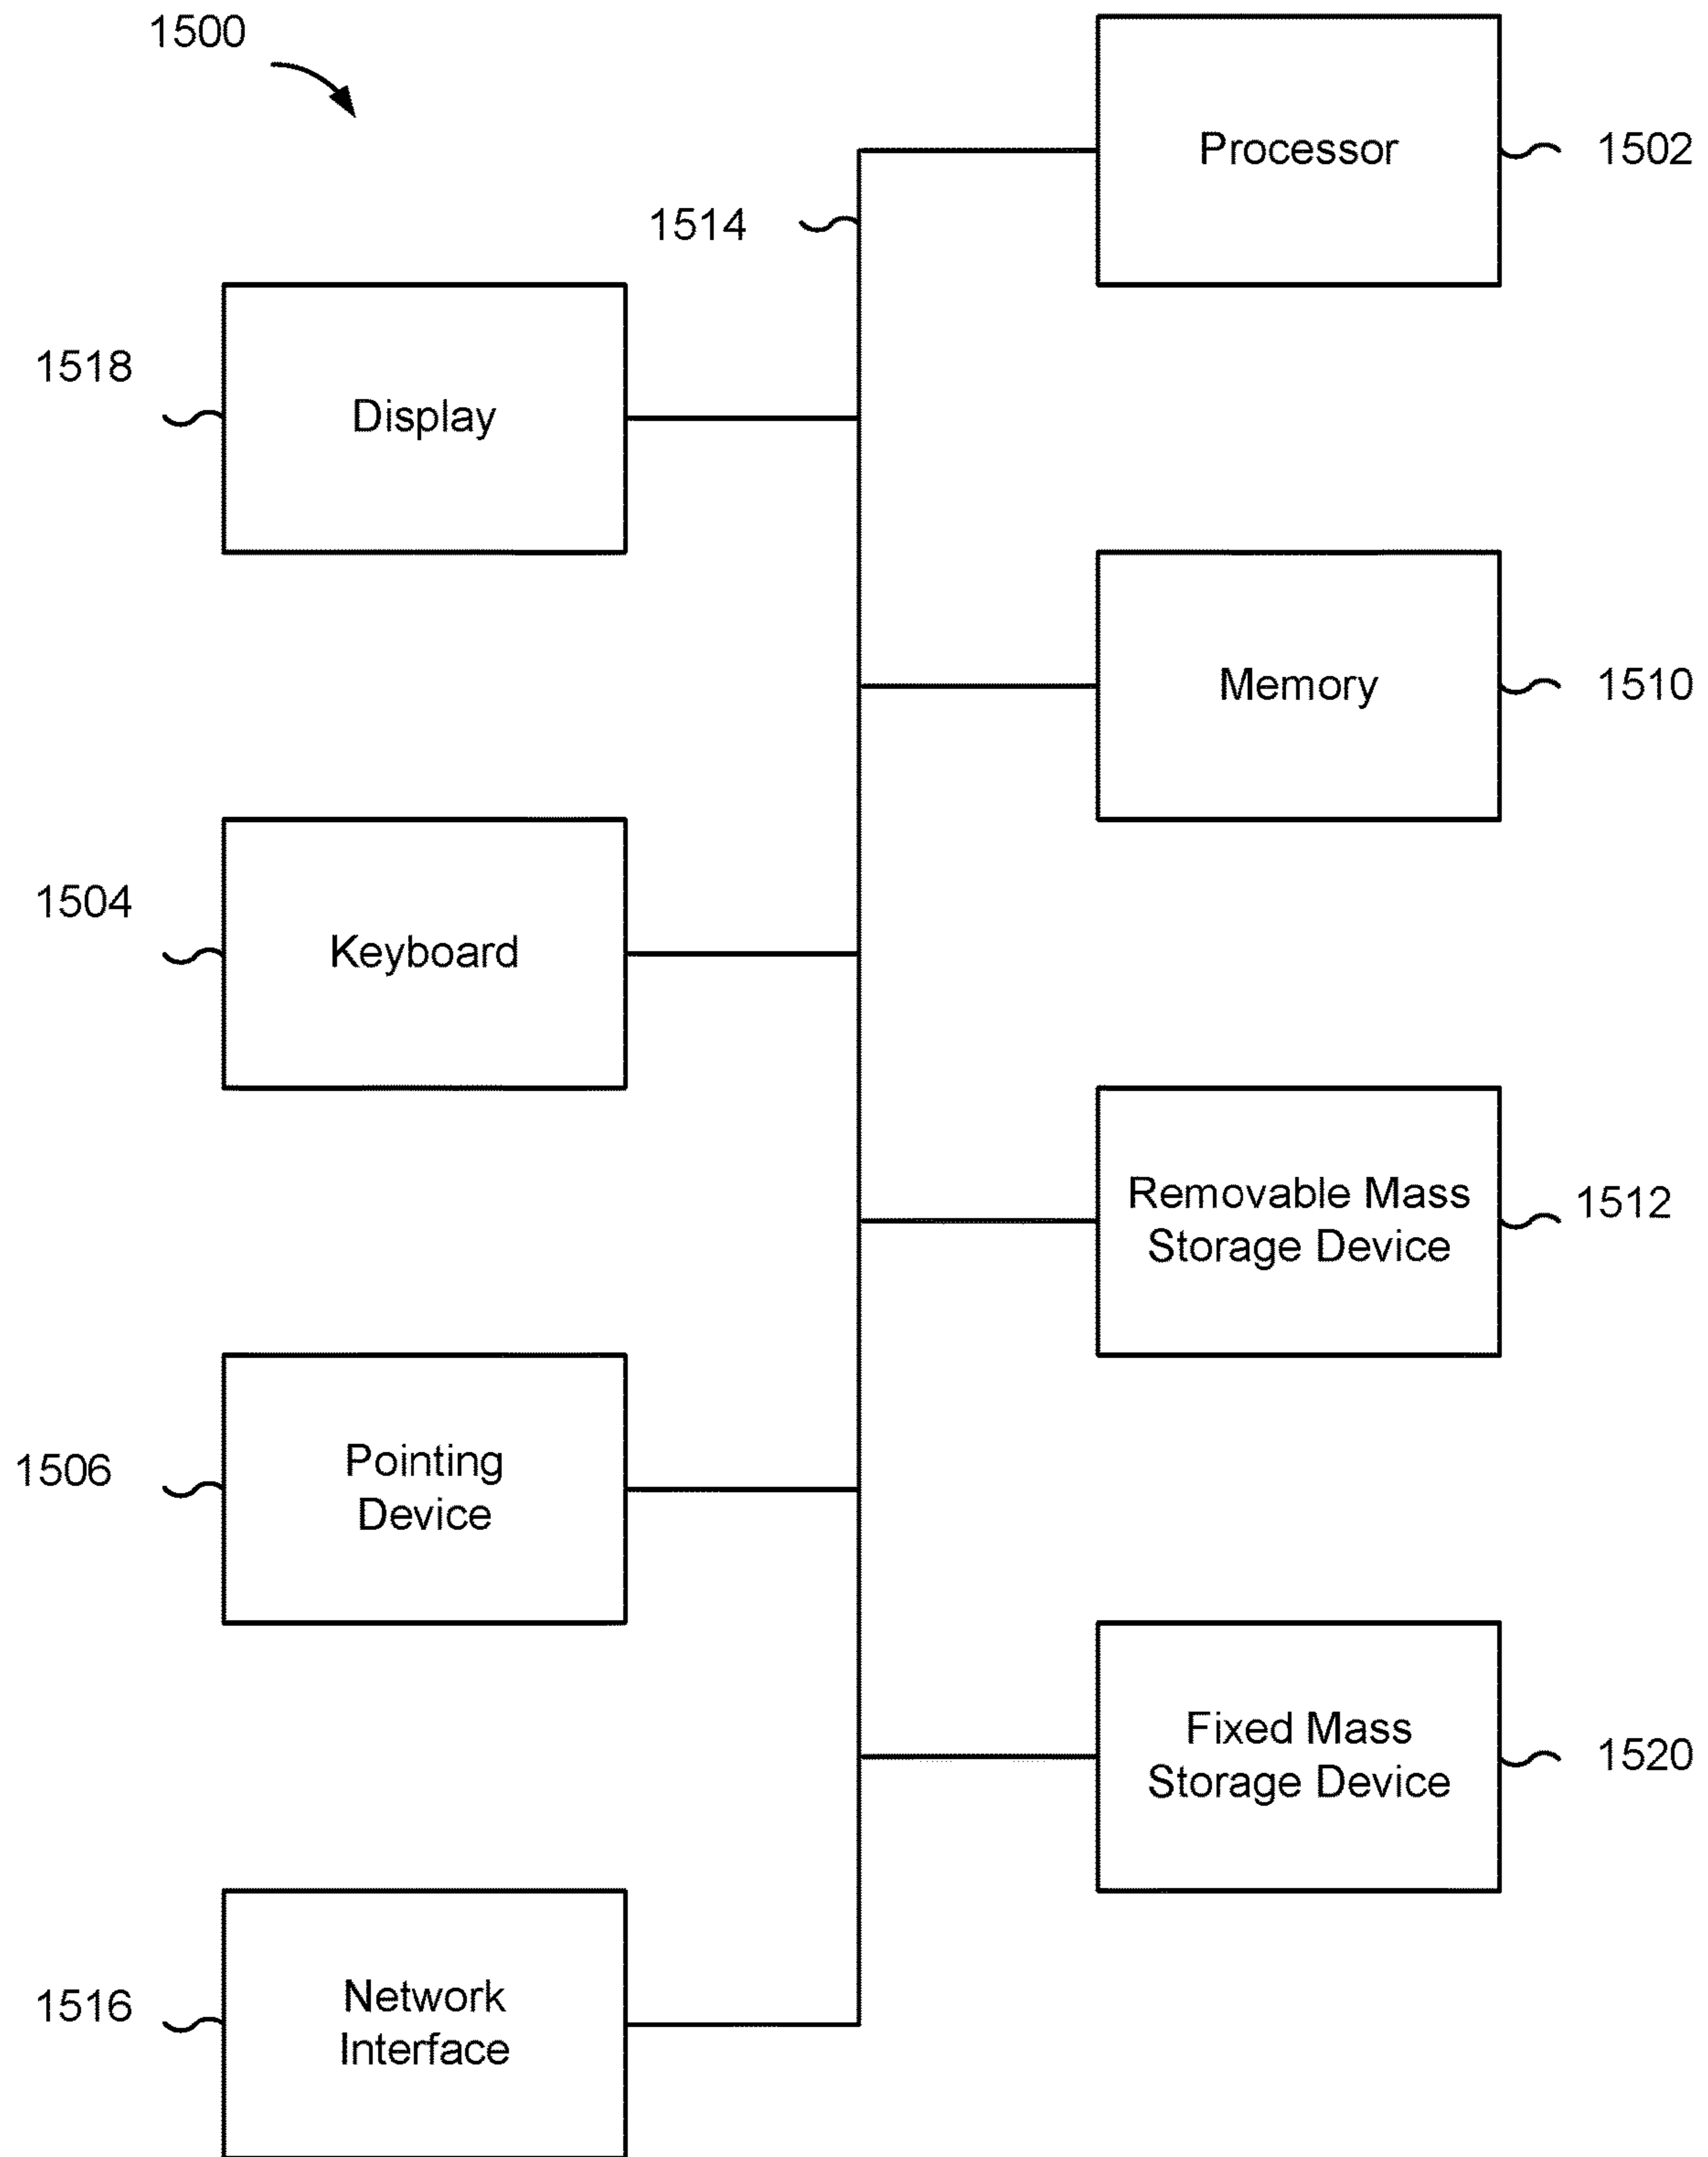 1500
Processor
1502
1514
1518
Display
Memory
1510
1504
Keyboard
Removable Mass
Storage Device
1512
1506
Pointing
Device
Fixed Mass
Storage Device
1520
1516
Network
Interface